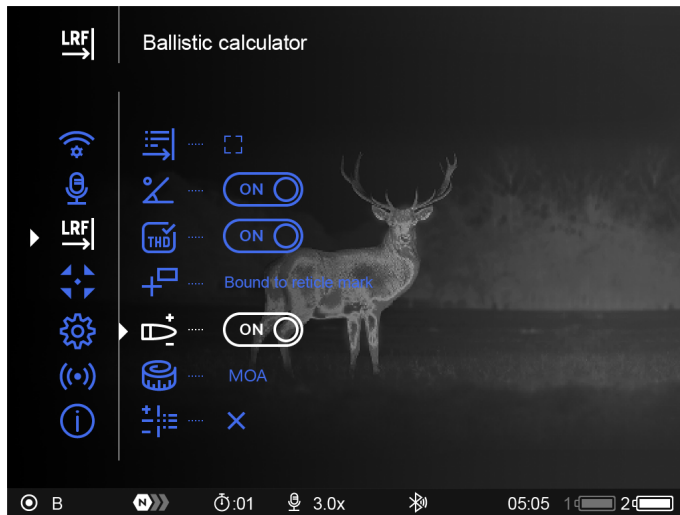 LRF Ballistic calculator
ON
LRF
THD ON
Bound to reticle mark
ON
MOA
B N :01 3.0x 05:05 1 2